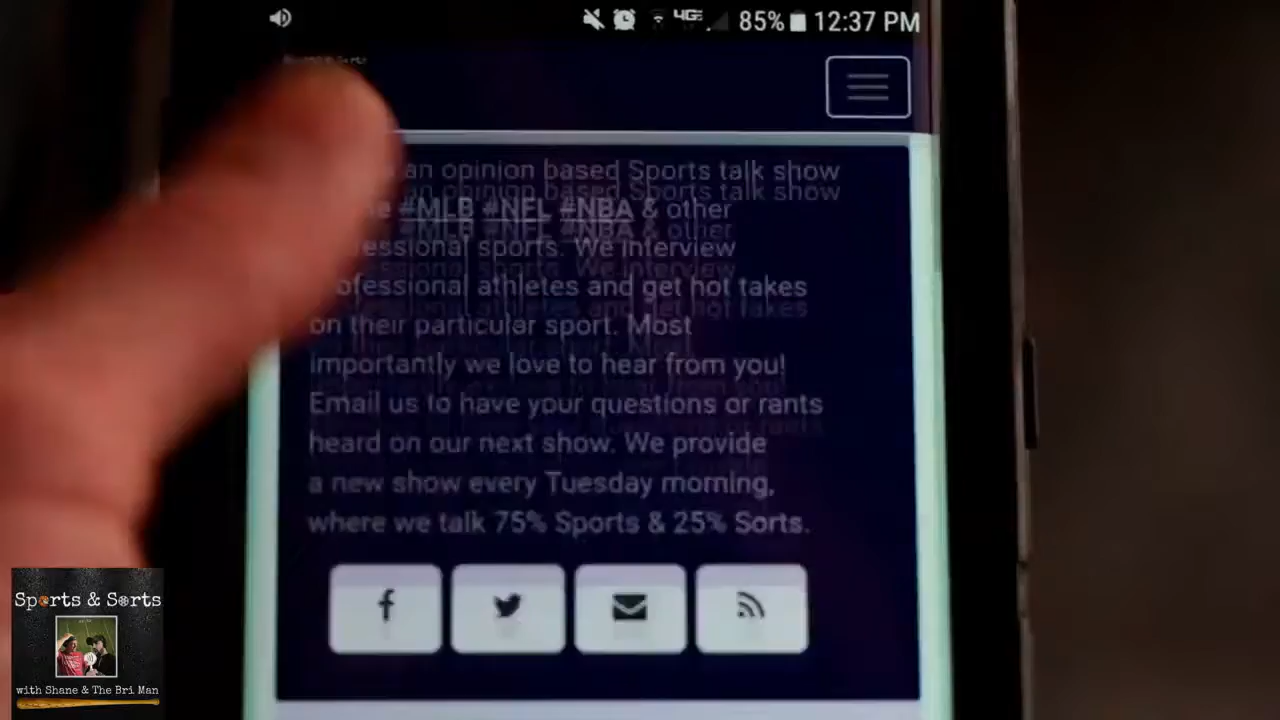 4G
85% 12:37 PM
an opinion based Sports talk show
#MLB #NFL #NBA & other
sports. We interview
professional athletes and get hot takes
on their particular sport. Most
importantly we love to hear from you!
Email us to have your questions or rants
heard on our next show. We provide
a new show every Tuesday morning,
where we talk 75% Sports & 25% Sorts.
Sports & Sorts
with Shane & The Bri Man